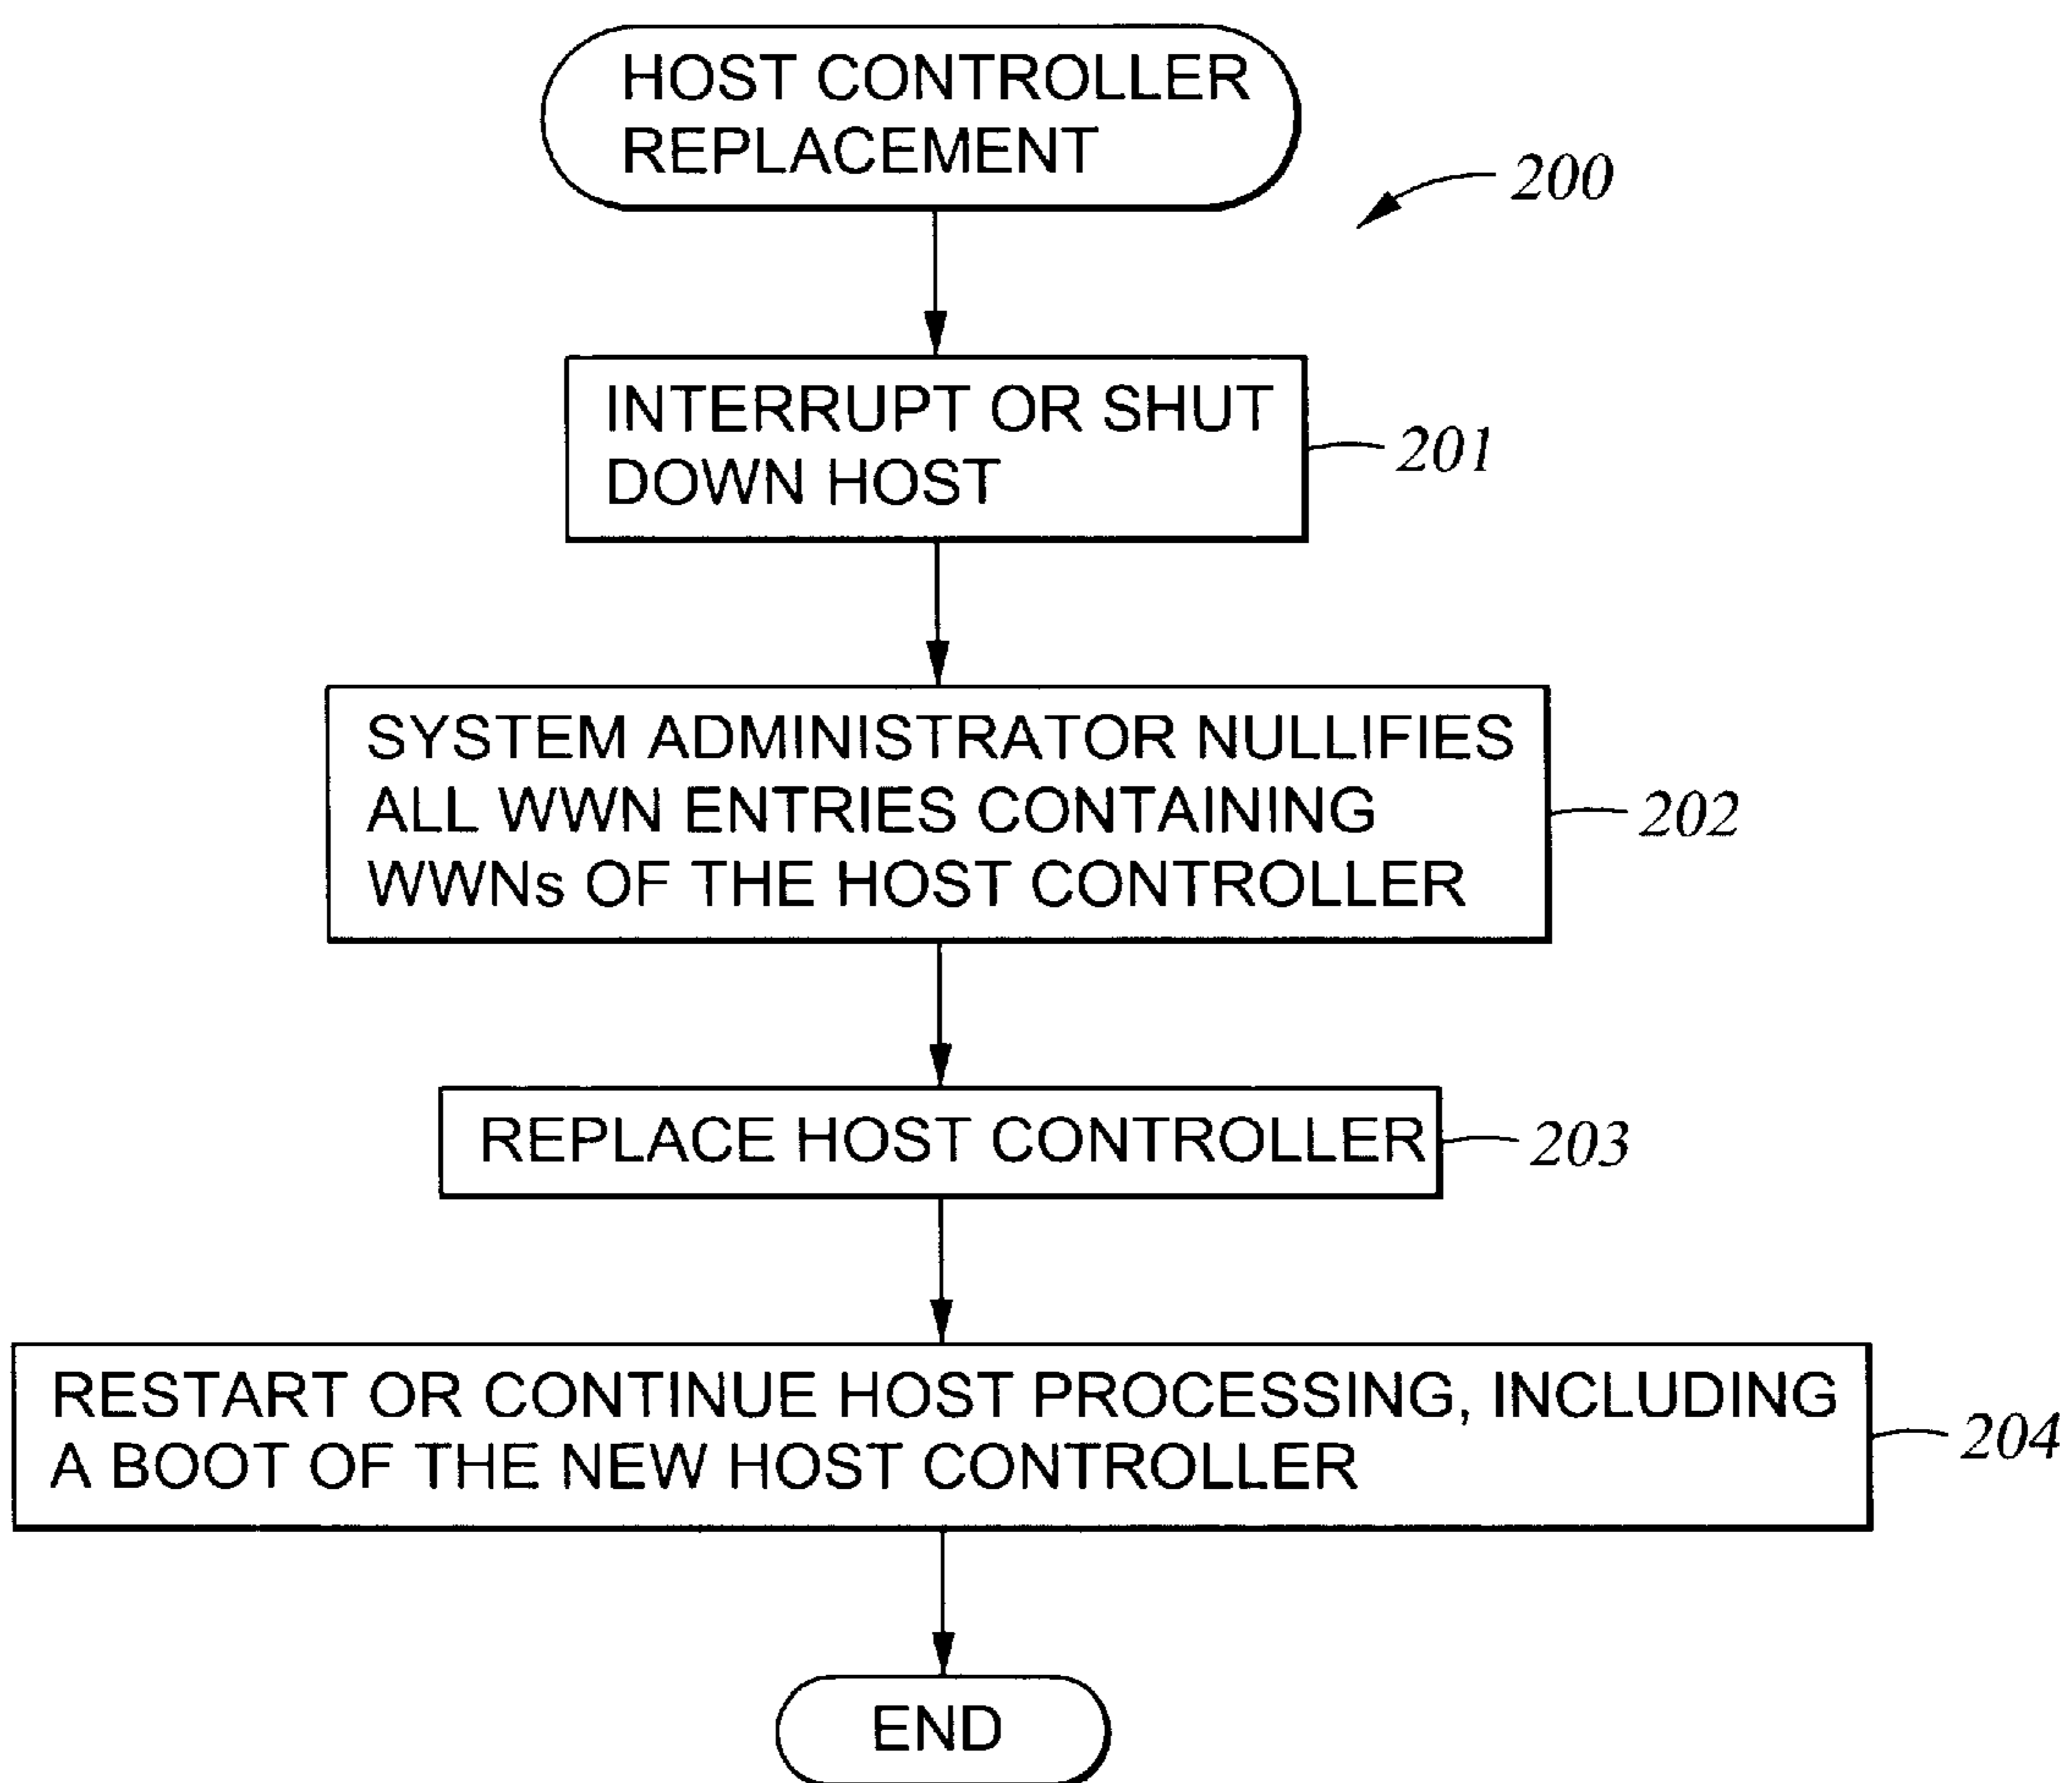 HOST CONTROLLER
REPLACEMENT
200
INTERRUPT OR SHUT
DOWN HOST
201
SYSTEM ADMINISTRATOR NULLIFIES
ALL WWN ENTRIES CONTAINING
WWNs OF THE HOST CONTROLLER
202
REPLACE HOST CONTROLLER
203
RESTART OR CONTINUE HOST PROCESSING, INCLUDING
A BOOT OF THE NEW HOST CONTROLLER
204
END